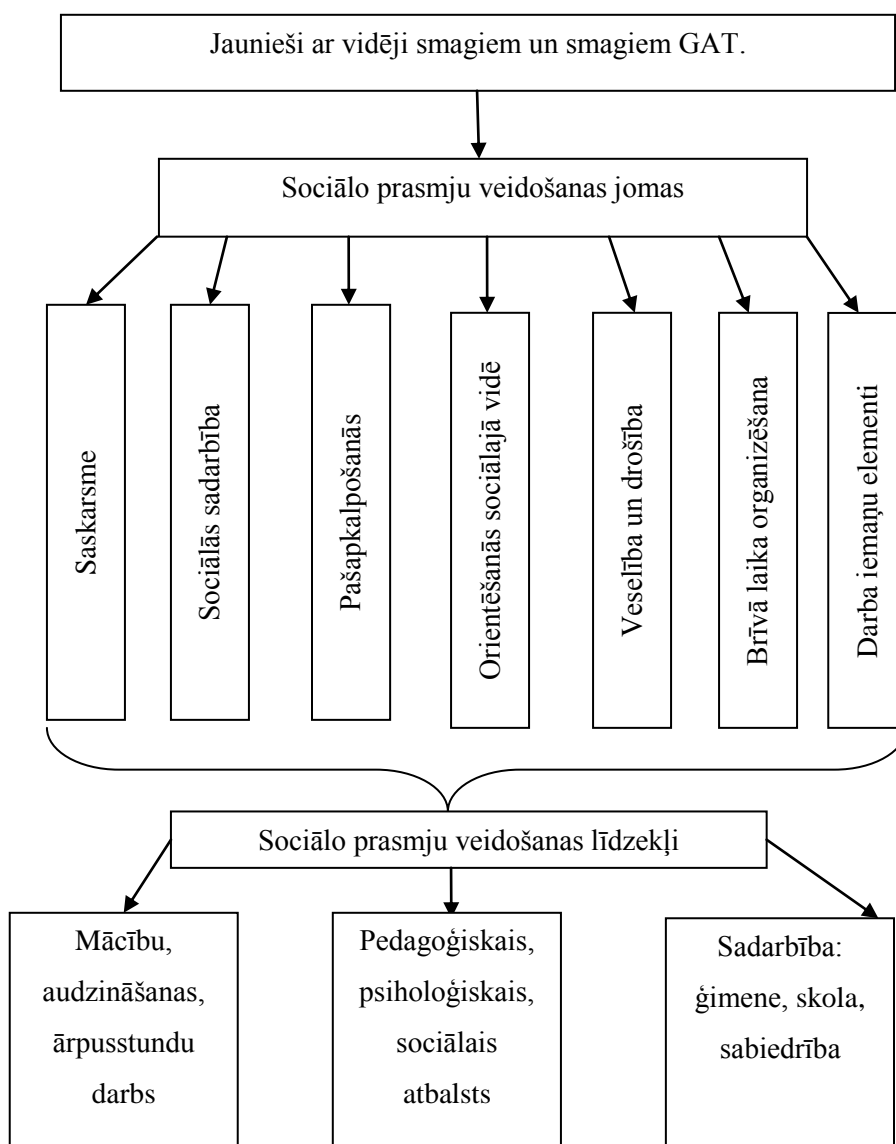 Jaunieši ar vidēji smagiem un smagiem GAT.
Sociālo prasmju veidošanas jomas
Saskarsme
Sociālās sadarbība
Pašapkalpošanās
Orientēšanās sociālajā vidē
Veselība un drošība
Brīvā laika organizēšana
Darba iemaņu elementi
Sociālo prasmju veidošanas līdzekļi
Mācību,
audzināšanas,
ārpusstundu
darbs
Pedagoģiskais,
psiholoģiskais,
sociālais
atbalsts
Sadarbība:
ģimene, skola,
sabiedrība